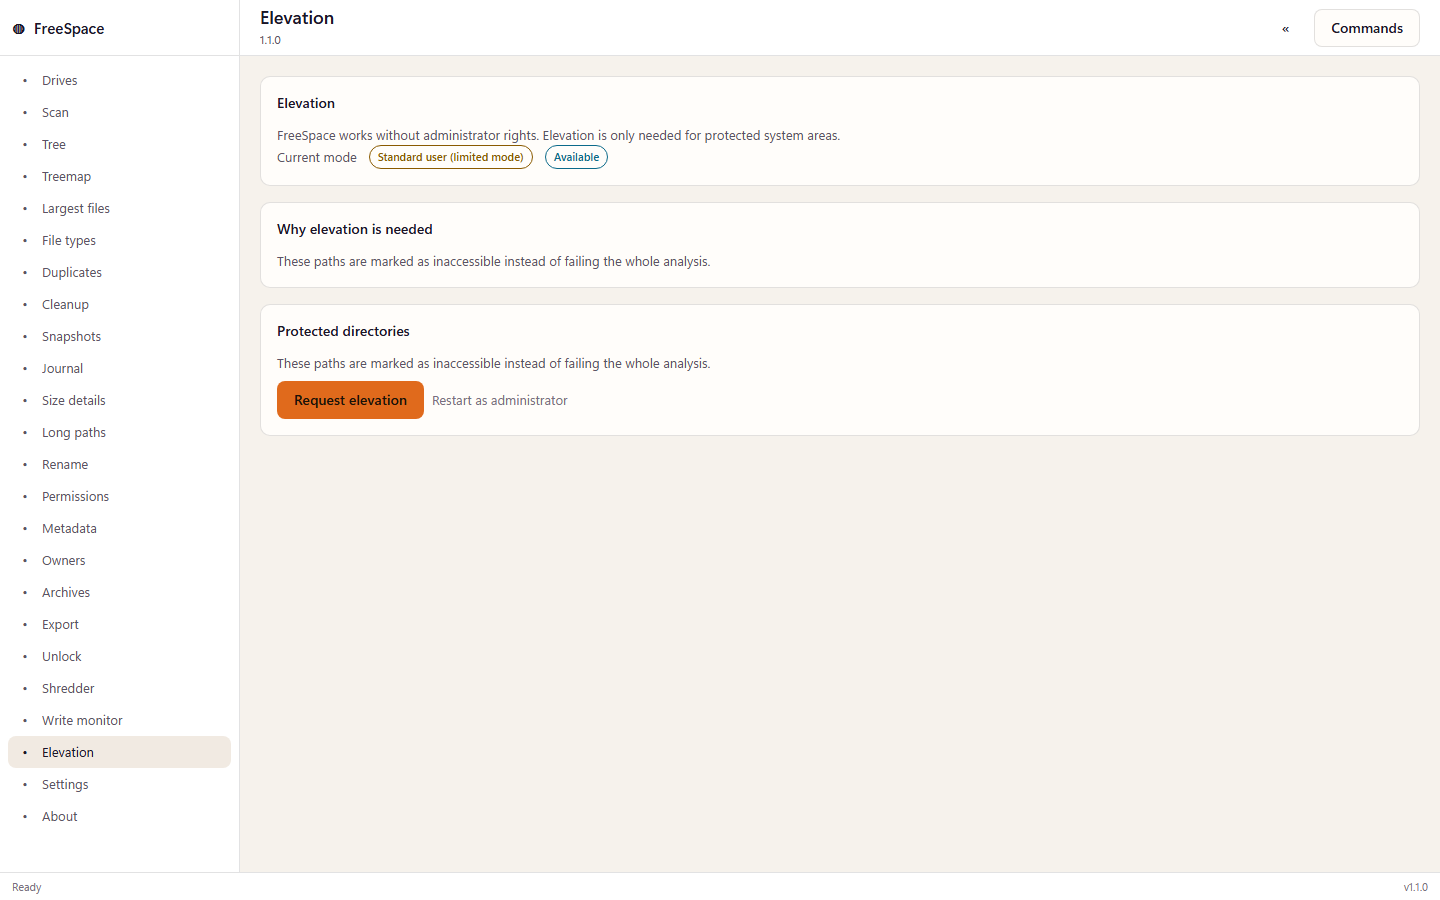 FreeSpace
Elevation
1.1.0
«
Commands
• Drives
• Scan
• Tree
• Treemap
• Largest files
• File types
• Duplicates
• Cleanup
• Snapshots
• Journal
• Size details
• Long paths
• Rename
• Permissions
• Metadata
• Owners
• Archives
• Export
• Unlock
• Shredder
• Write monitor
• Elevation
• Settings
• About
Elevation
FreeSpace works without administrator rights. Elevation is only needed for protected system areas.
Current mode Standard user (limited mode) Available
Why elevation is needed
These paths are marked as inaccessible instead of failing the whole analysis.
Protected directories
These paths are marked as inaccessible instead of failing the whole analysis.
Request elevation Restart as administrator
Ready
v1.1.0